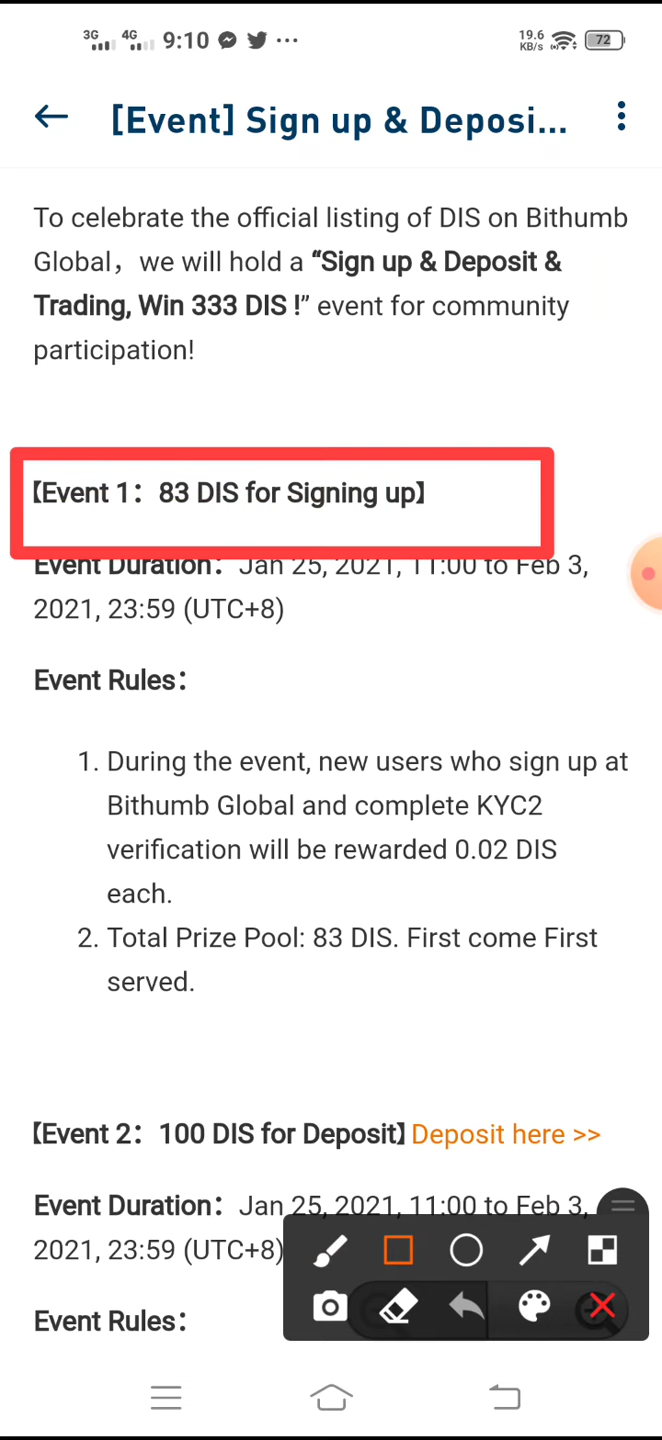 3G 4G 9:10 ... 19.6 KB/s 72
[Event] Sign up & Deposi...
To celebrate the official listing of DIS on Bithumb
Global，we will hold a “Sign up & Deposit &
Trading, Win 333 DIS !” event for community
participation!
【Event 1：83 DIS for Signing up】
Event Duration：Jan 25, 2021, 11:00 to Feb 3,
2021, 23:59 (UTC+8)
Event Rules：
1. During the event, new users who sign up at
Bithumb Global and complete KYC2
verification will be rewarded 0.02 DIS
each.
2. Total Prize Pool: 83 DIS. First come First
served.
【Event 2：100 DIS for Deposit】 Deposit here >>
Event Duration：Jan 25, 2021, 11:00 to Feb 3,
2021, 23:59 (UTC+8)
Event Rules：